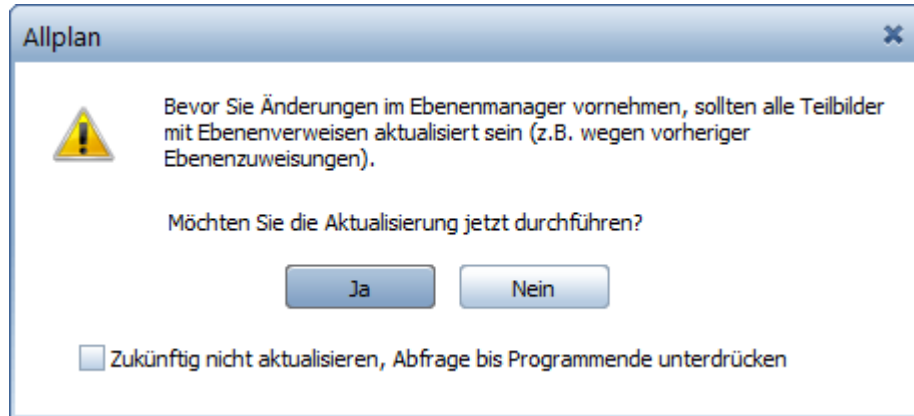 Allplan
Bevor Sie Änderungen im Ebenenmanager vornehmen, sollten alle Teilbilder
mit Ebenenverweisen aktualisiert sein (z.B. wegen vorheriger
Ebenenzuweisungen).
Möchten Sie die Aktualisierung jetzt durchführen?
Ja
Nein
Zukünftig nicht aktualisieren, Abfrage bis Programmende unterdrücken